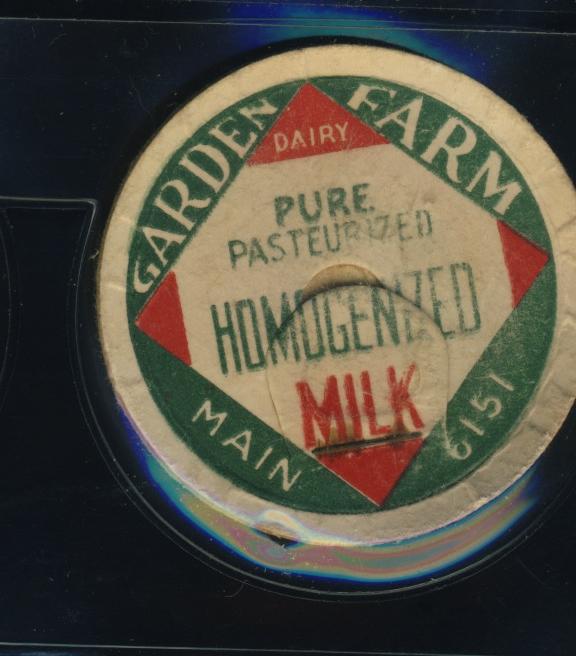 GARDEN FARM
DAIRY
PURE
PASTEURIZED
HOMOGENIZED
MILK
MAIN 6151